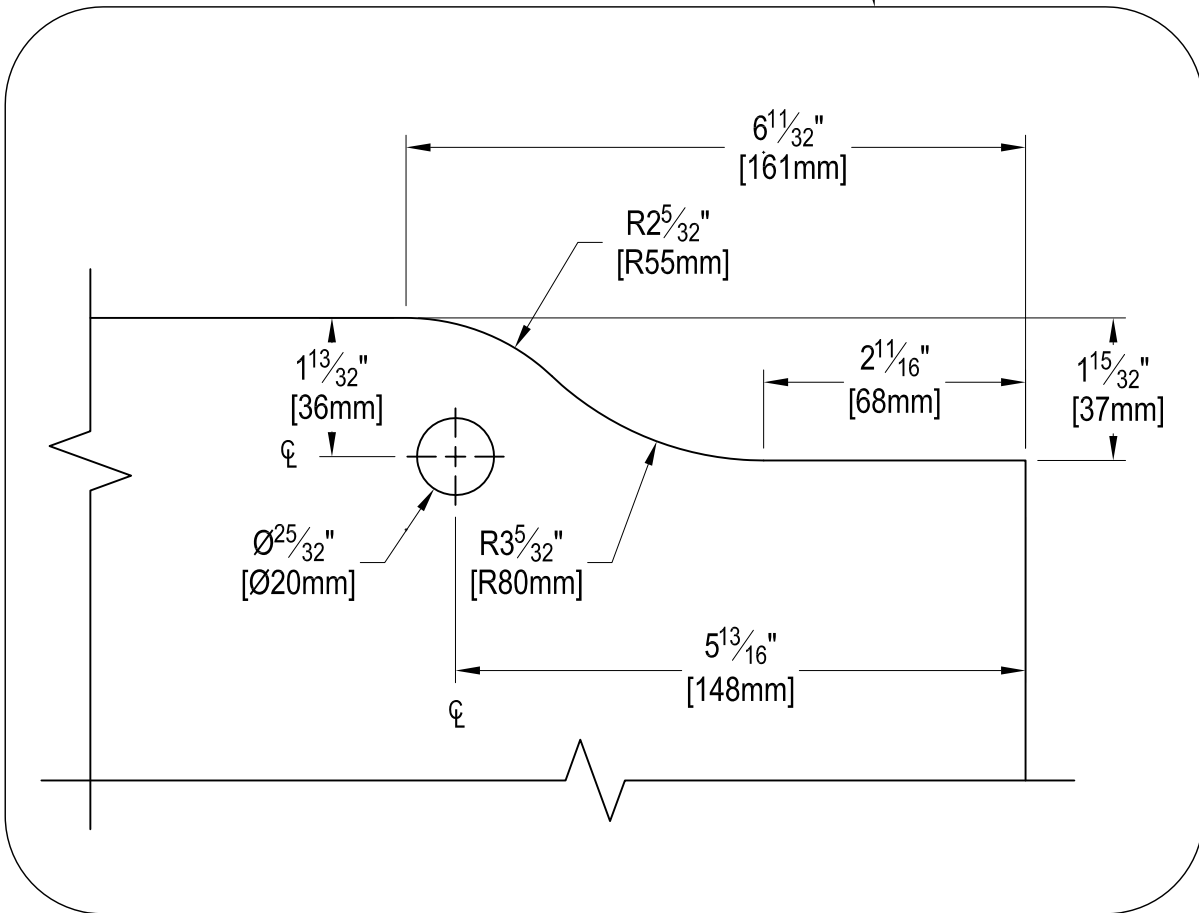 6 11/32"
[161mm]
R2 5/32"
[R55mm]
1 13/32"
[36mm]
2 11/16"
[68mm]
1 15/32"
[37mm]
℄
Ø25/32"
[Ø20mm]
R3 5/32"
[R80mm]
5 13/16"
[148mm]
℄